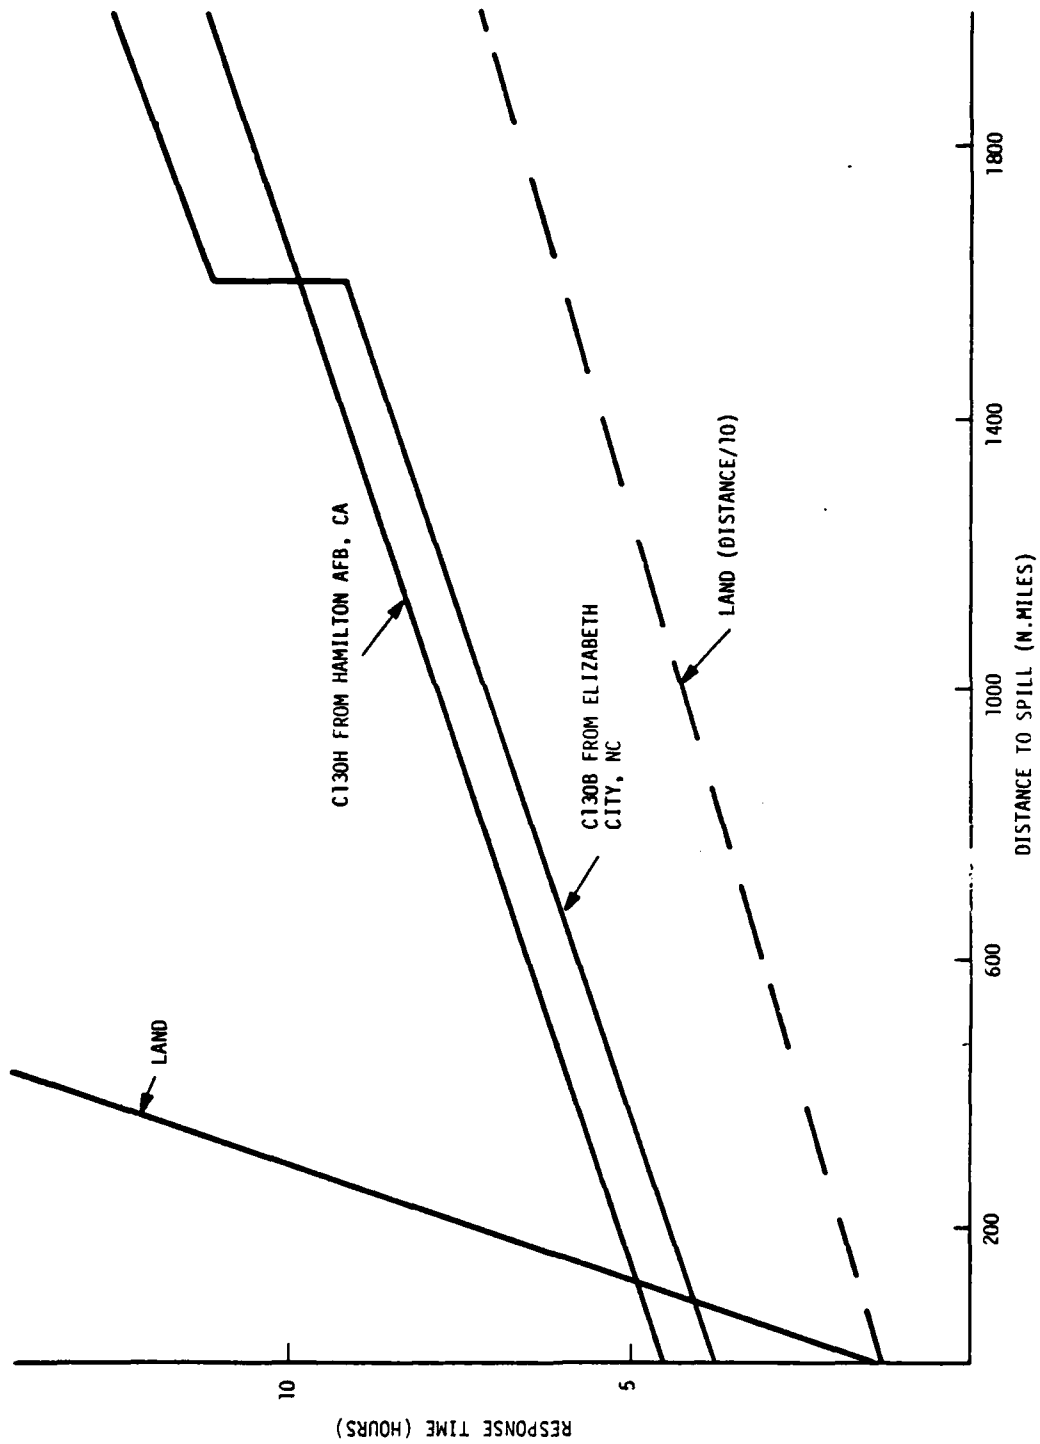 RESPONSE TIME (HOURS)
10
5
LAND
C130H FROM HAMILTON AFB, CA
C130B FROM ELIZABETH
CITY, NC
LAND (DISTANCE/10)
200
600
1000
1400
1800
DISTANCE TO SPILL (N.MILES)